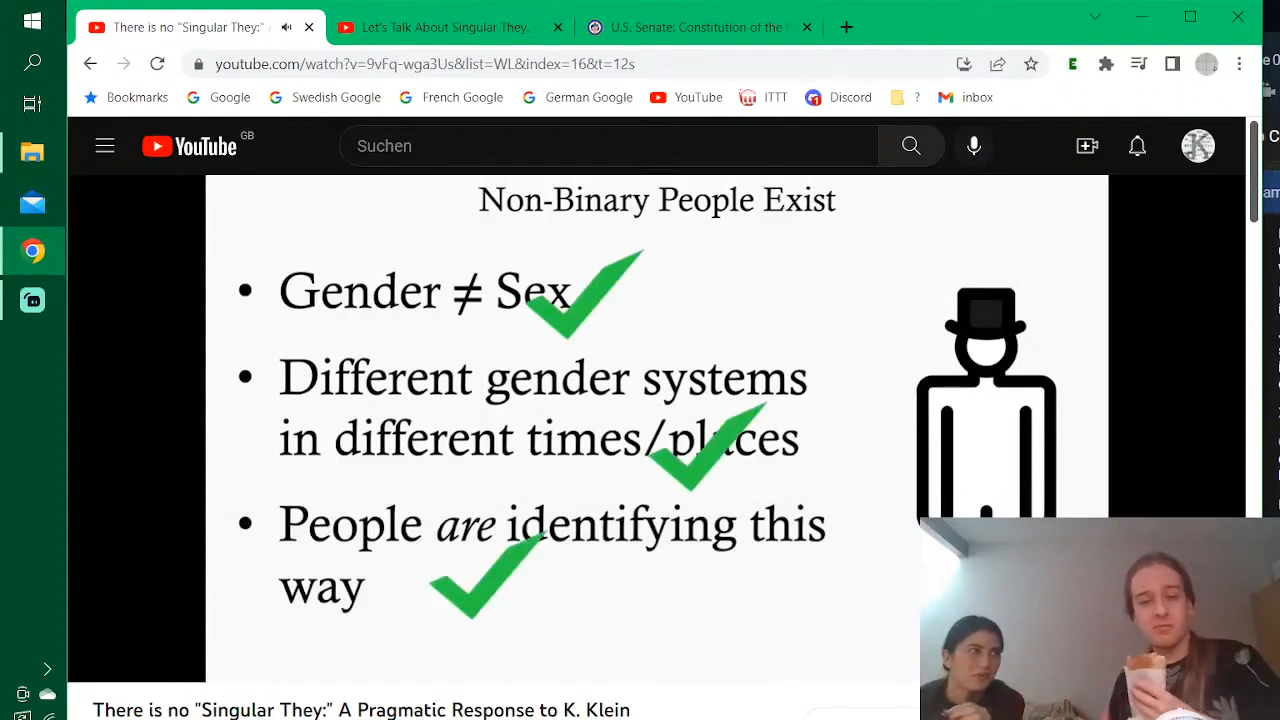 There is no "Singular They:" A
Let's Talk About Singular They.
U.S. Senate: Constitution of the
youtube.com/watch?v=9vFq-wga3Us&list=WL&index=16&t=12s
Bookmarks
Google
Swedish Google
French Google
German Google
YouTube
ITTT
Discord
?
inbox
YouTube GB
Suchen
K
Non-Binary People Exist
• Gender ≠ Sex
• Different gender systems
in different times/places
• People are identifying this
way
There is no "Singular They:" A Pragmatic Response to K. Klein